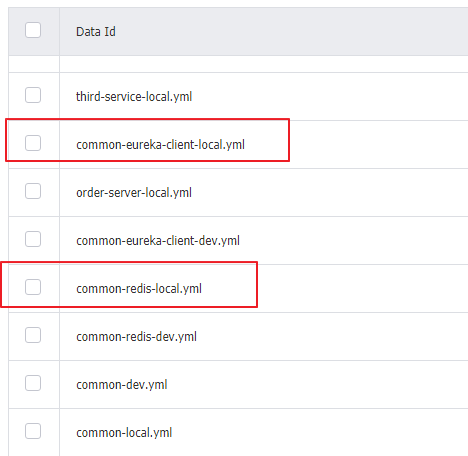 Data Id
third-service-local.yml
common-eureka-client-local.yml
order-server-local.yml
common-eureka-client-dev.yml
common-redis-local.yml
common-redis-dev.yml
common-dev.yml
common-local.yml